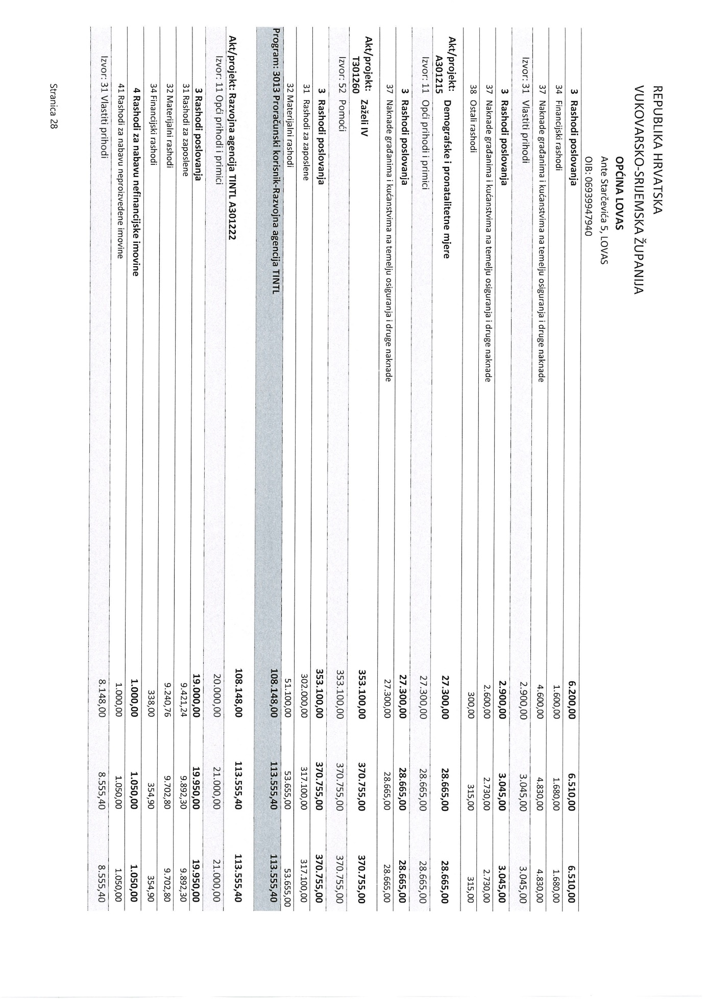 REPUBLIKA HRVATSKA
VUKOVARSKO-SRIJEMSKA ŽUPANIJA
OPĆINA LOVAS
Ante Starčevića 5, LOVAS
OIB: 06939947940
3 Rashodi poslovanja 6.200,00 6.510,00 6.510,00
34 Financijski rashodi 1.600,00 1.680,00 1.680,00
37 Naknade građanima i kućanstvima na temelju osiguranja i druge naknade 4.600,00 4.830,00 4.830,00
Izvor: 31 Vlastiti prihodi 2.900,00 3.045,00 3.045,00
3 Rashodi poslovanja 2.900,00 3.045,00 3.045,00
37 Naknade građanima i kućanstvima na temelju osiguranja i druge naknade 2.600,00 2.730,00 2.730,00
38 Ostali rashodi 300,00 315,00 315,00
Akt/projekt: Demografske i pronatalitetne mjere 27.300,00 28.665,00 28.665,00
A301215
Izvor: 11 Opći prihodi i primici 27.300,00 28.665,00 28.665,00
3 Rashodi poslovanja 27.300,00 28.665,00 28.665,00
37 Naknade građanima i kućanstvima na temelju osiguranja i druge naknade 27.300,00 28.665,00 28.665,00
Akt/projekt: Zaželi IV 353.100,00 370.755,00 370.755,00
T301260
Izvor: 52 Pomoći 353.100,00 370.755,00 370.755,00
3 Rashodi poslovanja 353.100,00 370.755,00 370.755,00
31 Rashodi za zaposlene 302.000,00 317.100,00 317.100,00
32 Materijalni rashodi 51.100,00 53.655,00 53.655,00
Program: 3013 Proračunski korisnik-Razvojna agencija TINTL 108.148,00 113.555,40 113.555,40
Akt/projekt: Razvojna agencija TINTL A301222 108.148,00 113.555,40 113.555,40
Izvor: 11 Opći prihodi i primici 20.000,00 21.000,00 21.000,00
3 Rashodi poslovanja 19.000,00 19.950,00 19.950,00
31 Rashodi za zaposlene 9.421,24 9.892,30 9.892,30
32 Materijalni rashodi 9.240,76 9.702,80 9.702,80
34 Financijski rashodi 338,00 354,90 354,90
4 Rashodi za nabavu nefinancijske imovine 1.000,00 1.050,00 1.050,00
41 Rashodi za nabavu neproizvedene imovine 1.000,00 1.050,00 1.050,00
Izvor: 31 Vlastiti prihodi 8.148,00 8.555,40 8.555,40
Stranica 28